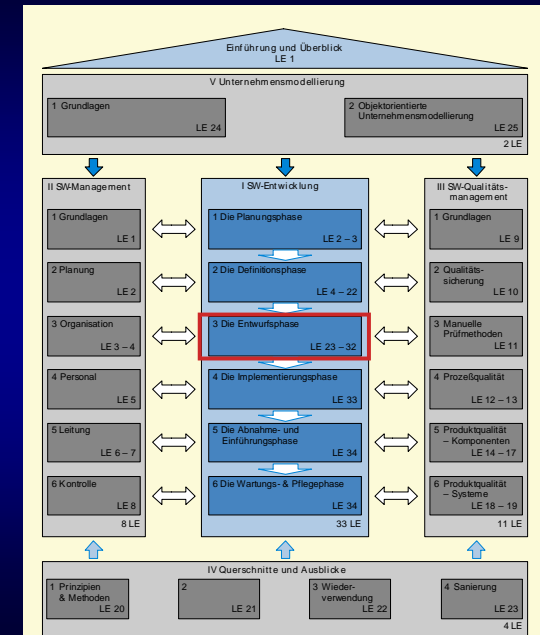 Einführung und Überblick
LE 1
V Unternehmensmodellierung
1 Grundlagen
LE 24
2 Objektorientierte
Unternehmensmodellierung
LE 25
2 LE
II SW-Management
1 Grundlagen
LE 1
2 Planung
LE 2
3 Organisation
LE 3 – 4
4 Personal
LE 5
5 Leitung
LE 6 – 7
6 Kontrolle
LE 8
8 LE
I SW-Entwicklung
1 Die Planungsphase
LE 2 – 3
2 Die Definitionsphase
LE 4 – 22
3 Die Entwurfsphase
LE 23 – 32
4 Die Implementierungsphase
LE 33
5 Die Abnahme- und
Einführungsphase
LE 34
6 Die Wartungs- & Pflegephase
LE 34
33 LE
III SW-Qualitäts-
management
1 Grundlagen
LE 9
2 Qualitäts-
sicherung
LE 10
3 Manuelle
Prüfmethoden
LE 11
4 Prozeßqualität
LE 12 – 13
5 Produktqualität
– Komponenten
LE 14 – 17
6 Produktqualität
– Systeme
LE 18 – 19
11 LE
IV Querschnitte und Ausblicke
1 Prinzipien
& Methoden
LE 20
2
LE 21
3 Wieder-
verwendung
LE 22
4 Sanierung
LE 23
4 LE